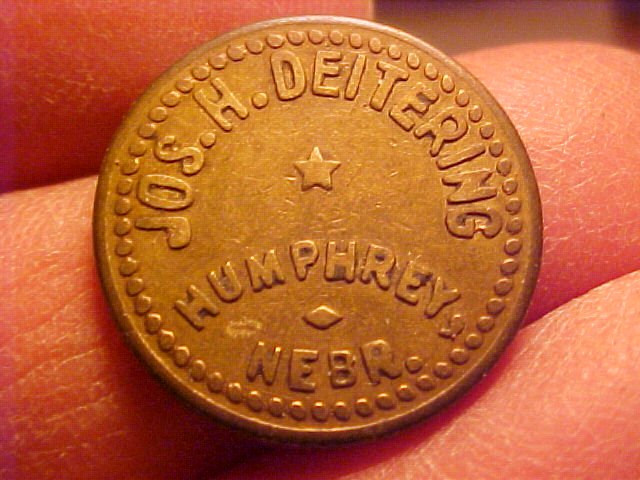 JOS. H. DEITERING
HUMPHREY,
NEBR.